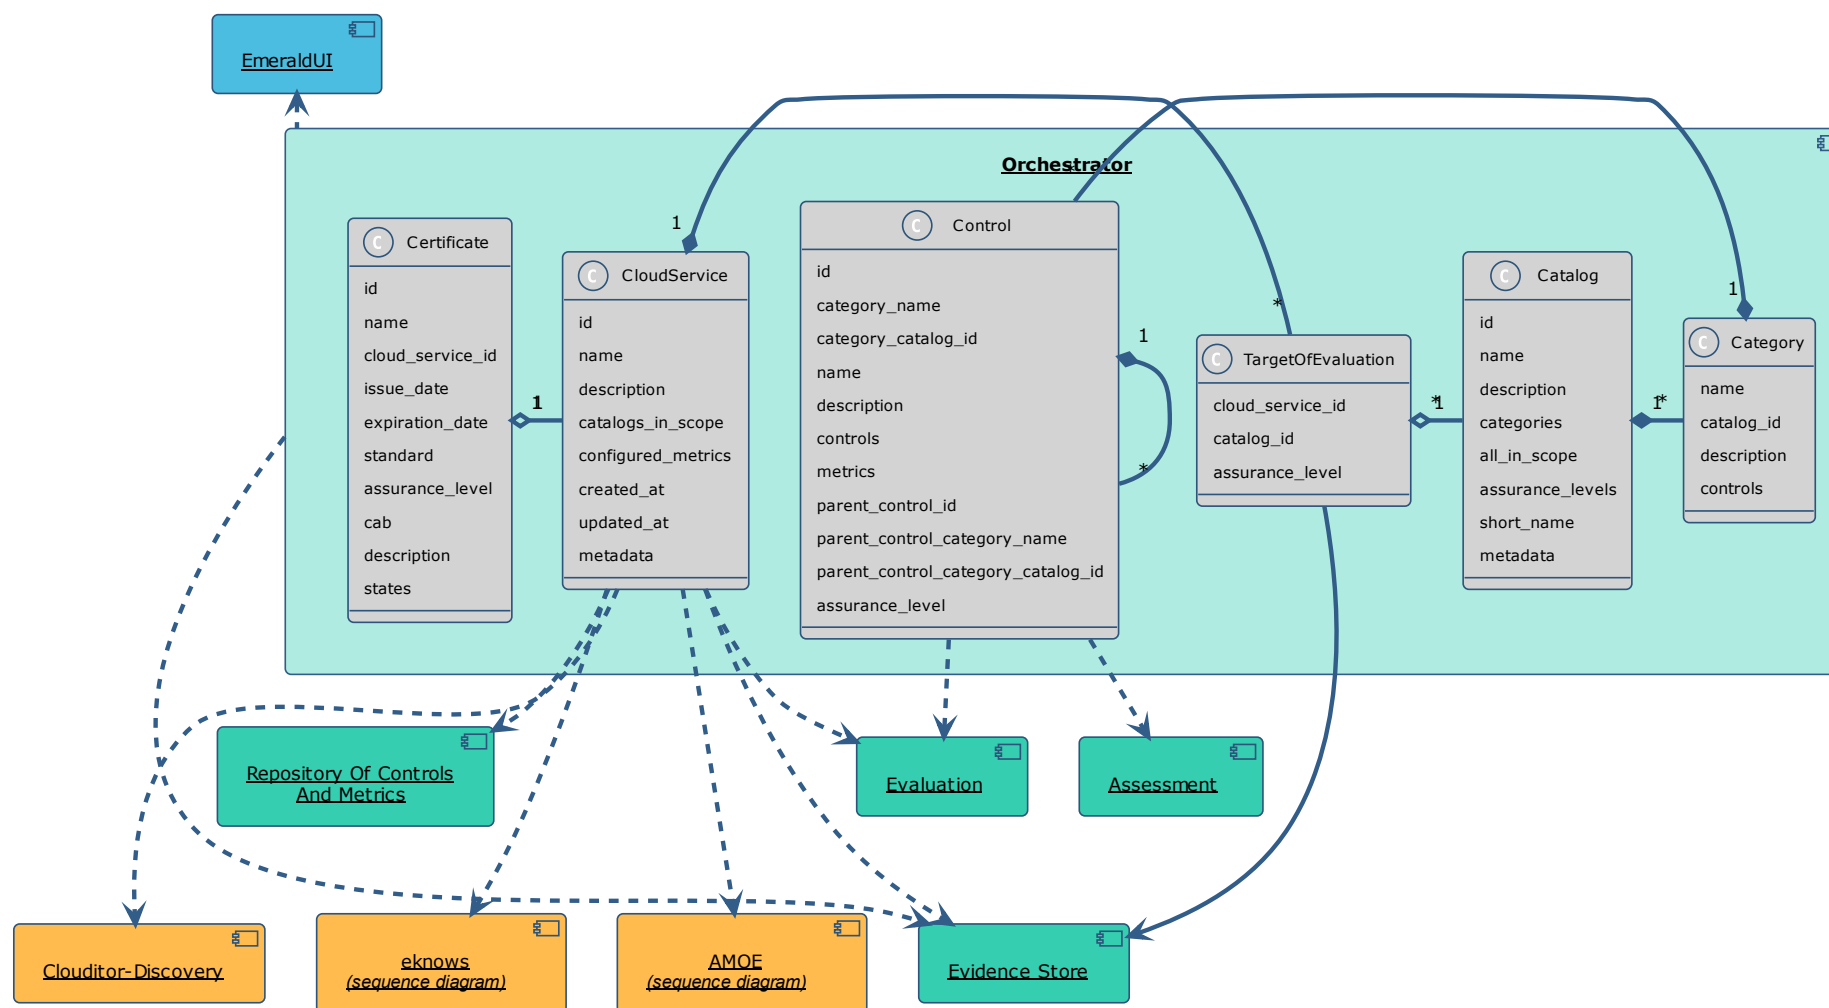 EmeraldUI
Orchestrator
*
C Certificate
id
name
cloud_service_id
issue_date
expiration_date
standard
assurance_level
cab
description
states
1
1
1
C CloudService
id
name
description
catalogs_in_scope
configured_metrics
created_at
updated_at
metadata
C Control
id
category_name
category_catalog_id
name
description
controls
metrics
parent_control_id
parent_control_category_name
parent_control_category_catalog_id
assurance_level
1
*
*
C TargetOfEvaluation
cloud_service_id
catalog_id
assurance_level
*
1
C Catalog
id
name
description
categories
all_in_scope
assurance_levels
short_name
metadata
1
*
1
C Category
name
catalog_id
description
controls
Repository Of Controls
And Metrics
Evaluation
Assessment
Clouditor-Discovery
eknows
(sequence diagram)
AMOE
(sequence diagram)
Evidence Store